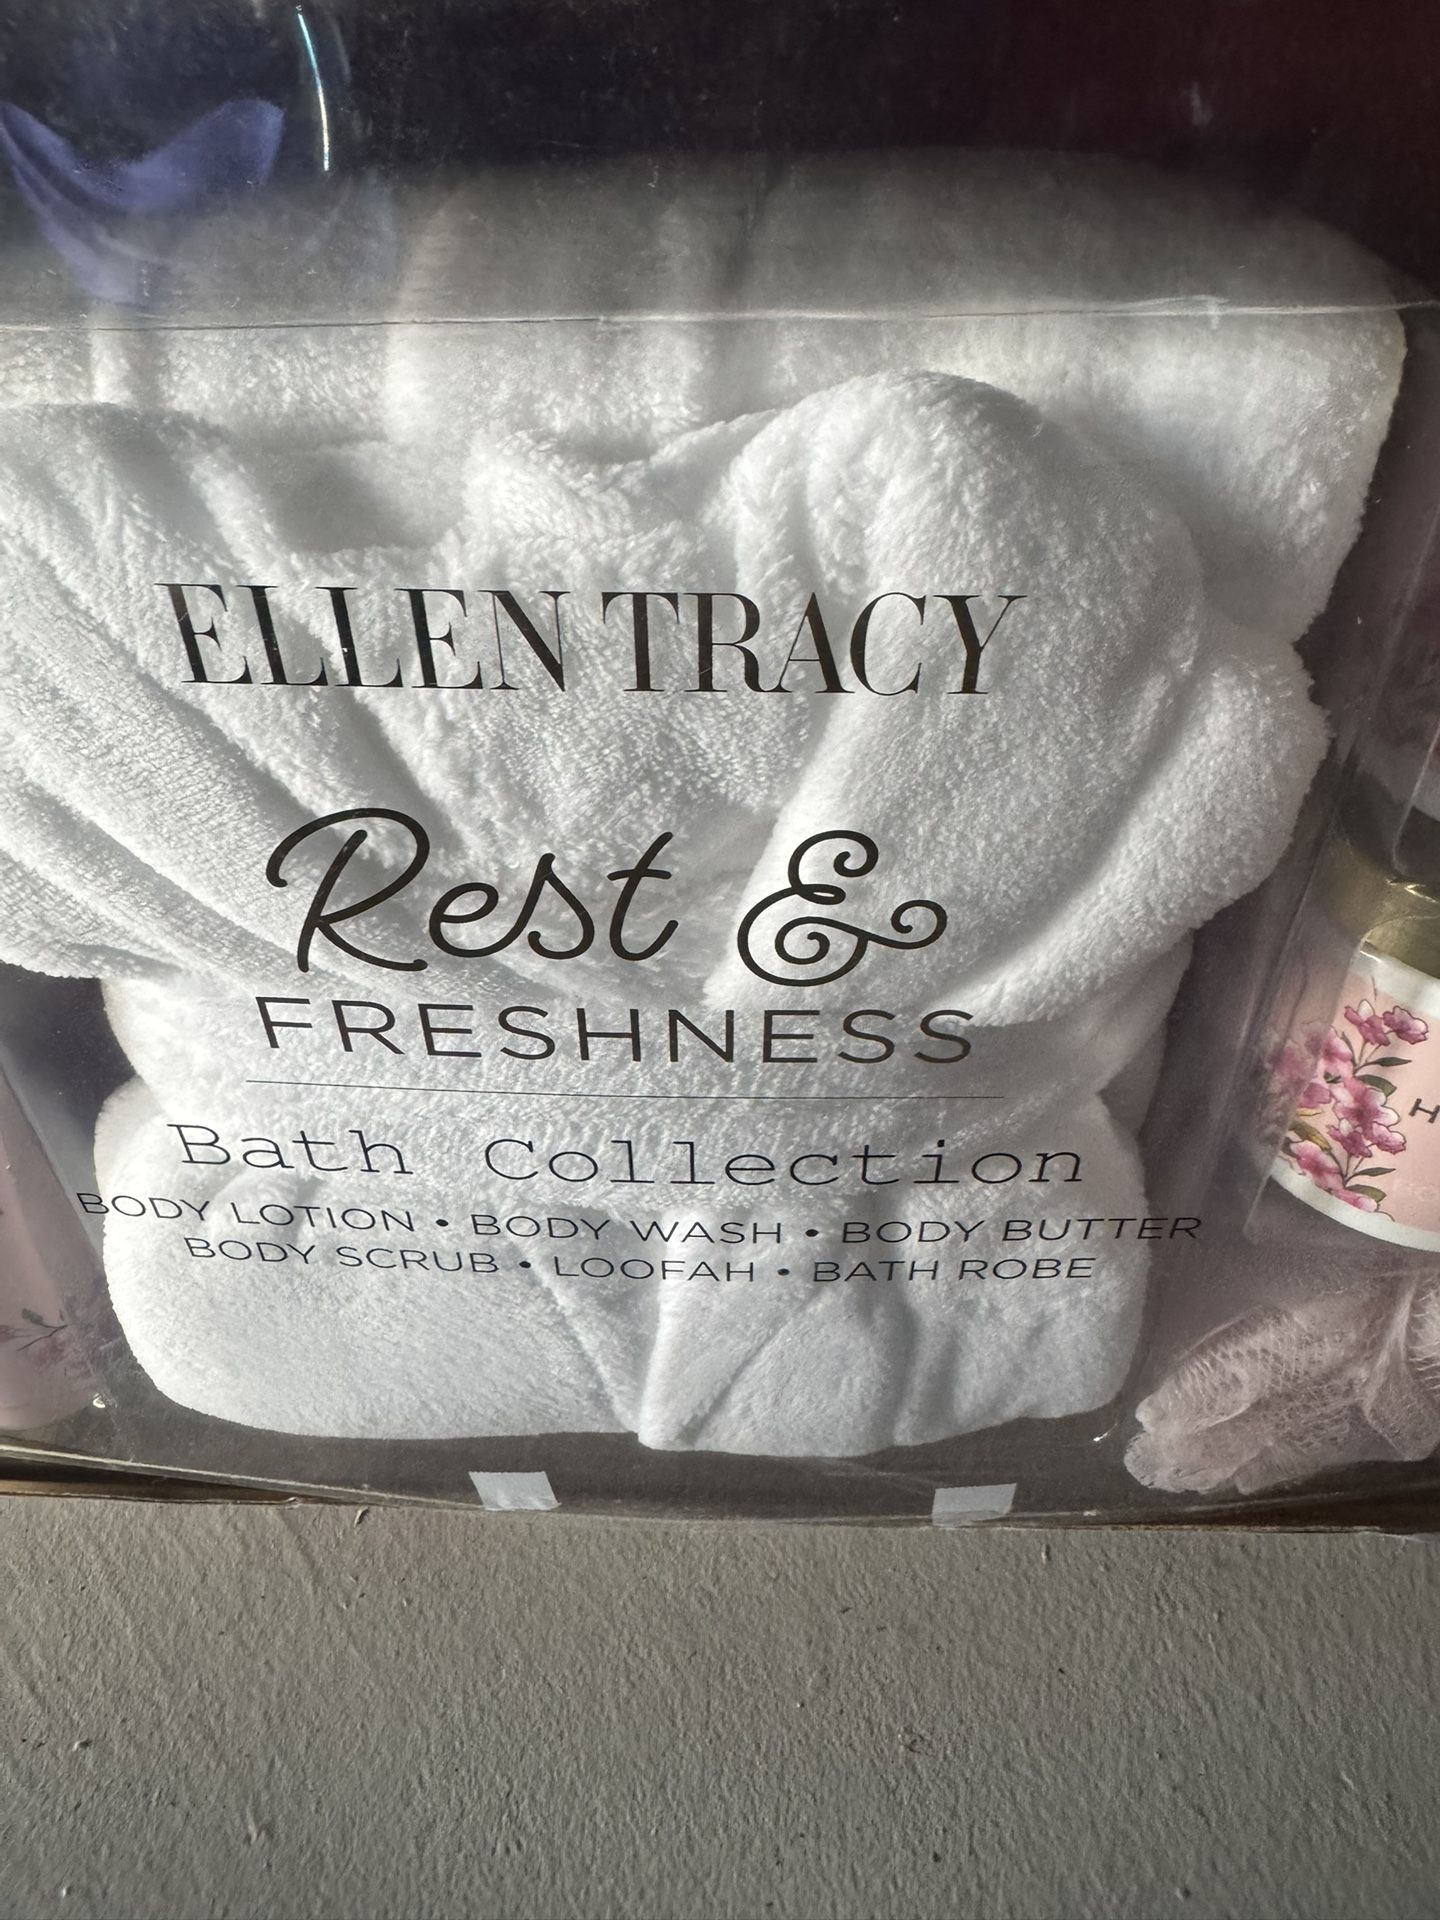 ELLEN TRACY
Rest &
FRESHNESS
Bath Collection
BODY LOTION • BODY WASH • BODY BUTTER
BODY SCRUB • LOOFAH • BATH ROBE